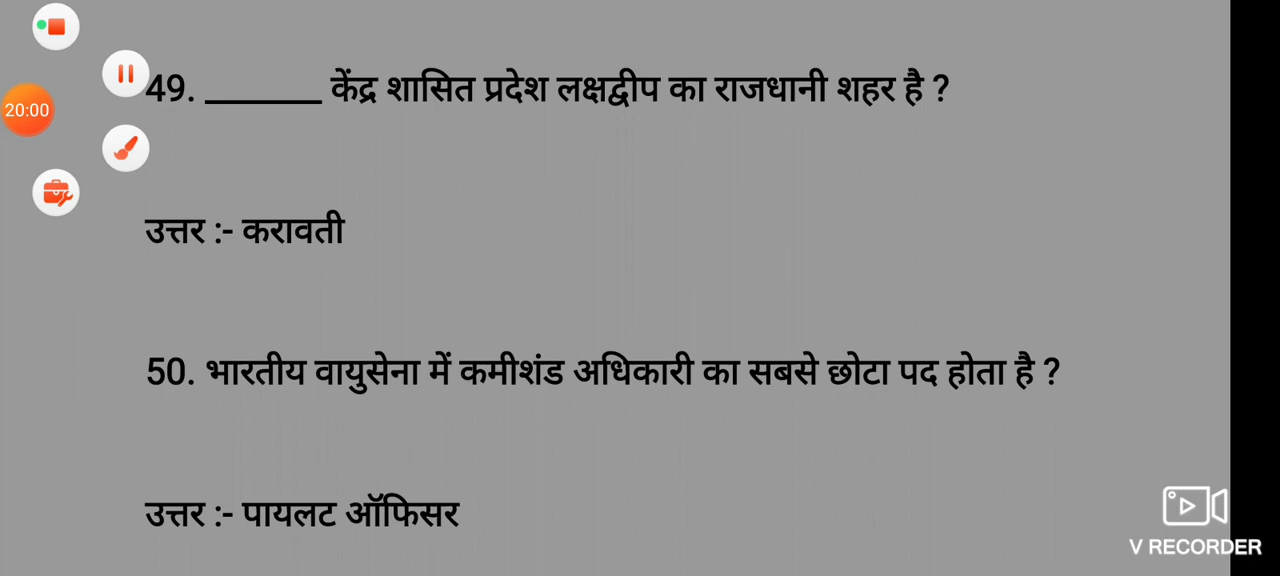 49. _______ केंद्र शासित प्रदेश लक्षद्वीप का राजधानी शहर है ?
20:00
उत्तर :- करावती
50. भारतीय वायुसेना में कमीशंड अधिकारी का सबसे छोटा पद होता है ?
उत्तर :- पायलट ऑफिसर
V RECORDER